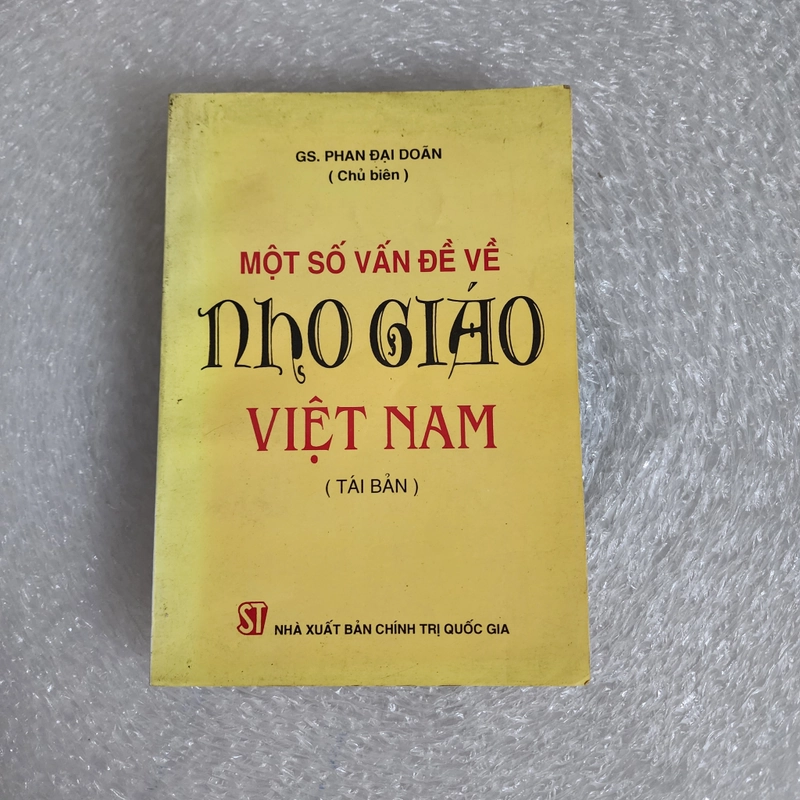 GS. PHAN ĐẠI DOÃN
( Chủ biên )
MỘT SỐ VẤN ĐỀ VỀ
NHO GIÁO
VIỆT NAM
( TÁI BẢN )
ST NHÀ XUẤT BẢN CHÍNH TRỊ QUỐC GIA